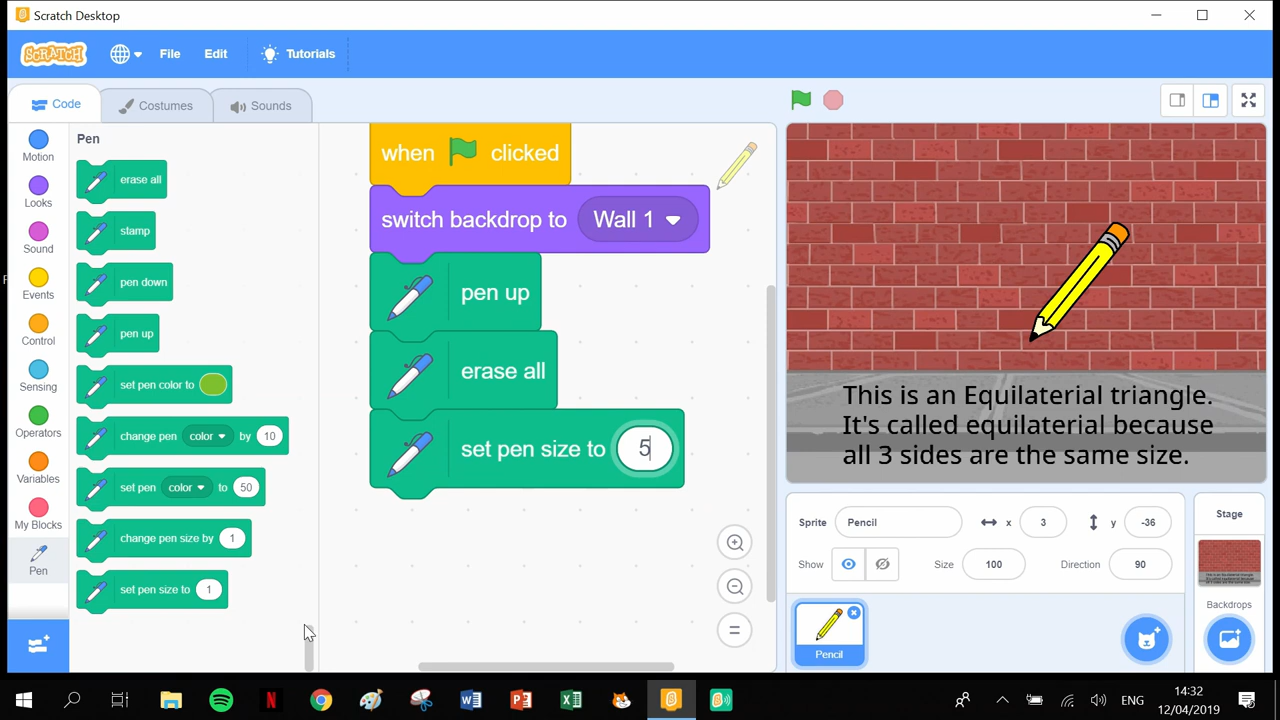 Scratch Desktop
SCRATCH
File
Edit
Tutorials
Code
Costumes
Sounds
Motion
Looks
Sound
Events
Control
Sensing
Operators
Variables
My Blocks
Pen
Pen
erase all
stamp
pen down
pen up
set pen color to
change pen color by 10
set pen color to 50
change pen size by 1
set pen size to 1
when clicked
switch backdrop to Wall 1
pen up
erase all
set pen size to 5
This is an Equilaterial triangle.
It's called equilaterial because
all 3 sides are the same size.
Sprite Pencil x 3 y -36
Show Size 100 Direction 90
Pencil
Stage
Backdrops
ENG
14:32
12/04/2019